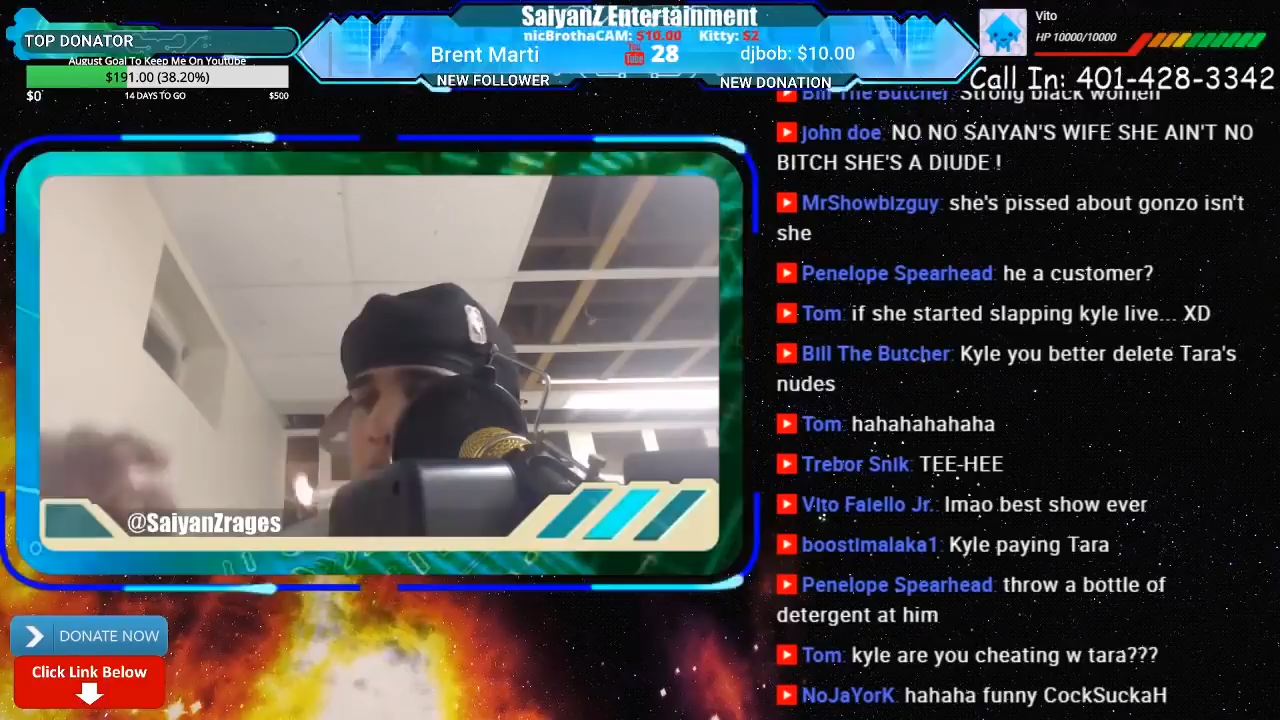 SaiyanZ Entertainment
nicBrothaCAM: $10.00 Kitty: $2
TOP DONATOR
Brent Marti
You Tube 28
djbob: $10.00
NEW FOLLOWER
NEW DONATION
Vito
HP 10000/10000
August Goal To Keep Me On Youtube
$191.00 (38.20%)
$0 14 DAYS TO GO $500
Call In: 401-428-3342
Bill The Butcher: Strong black women
john doe: NO NO SAIYAN'S WIFE SHE AIN'T NO
BITCH SHE'S A DIUDE !
MrShowbizguy: she's pissed about gonzo isn't
she
Penelope Spearhead: he a customer?
Tom: if she started slapping kyle live... XD
Bill The Butcher: Kyle you better delete Tara's
nudes
Tom: hahahahahaha
Trebor Snik: TEE-HEE
Vito Faiello Jr.: lmao best show ever
boostimalaka1: Kyle paying Tara
Penelope Spearhead: throw a bottle of
detergent at him
Tom: kyle are you cheating w tara???
NoJaYorK: hahaha funny CockSuckaH
@SaiyanZrages
DONATE NOW
Click Link Below